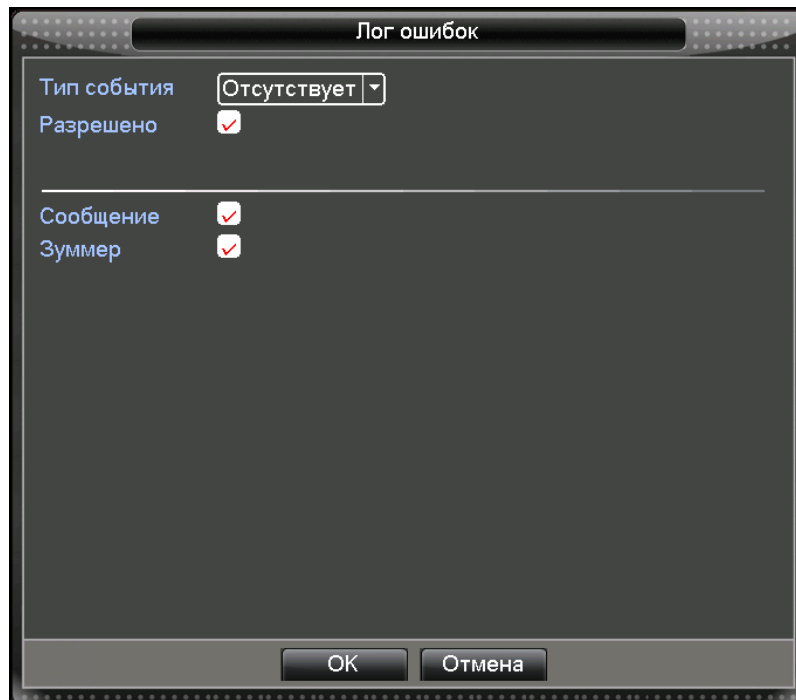 Лог ошибок
Тип события Отсутствует
Разрешено
Сообщение
Зуммер
OK Отмена